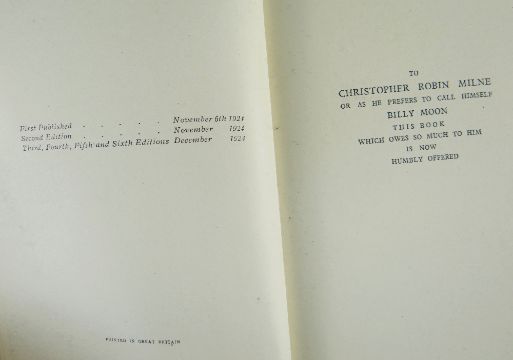 First Published . . . . . November 6th 1924
Second Edition . . . . . November 1924
Third, Fourth, Fifth and Sixth Editions December 1924
PRINTED IN GREAT BRITAIN
TO
CHRISTOPHER ROBIN MILNE
OR AS HE PREFERS TO CALL HIMSELF
BILLY MOON
THIS BOOK
WHICH OWES SO MUCH TO HIM
IS NOW
HUMBLY OFFERED